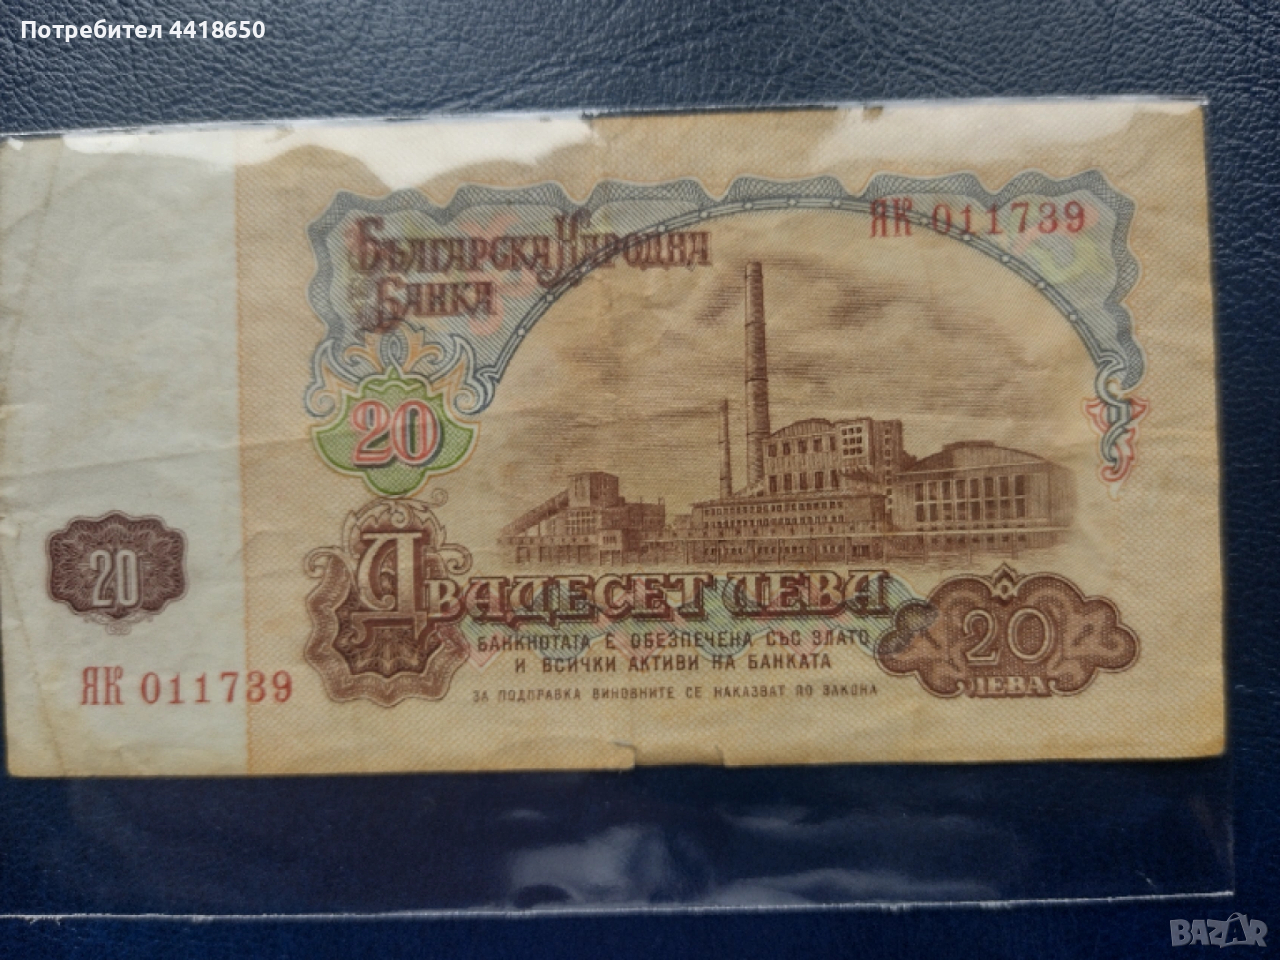 Потребител 4418650
ЯК 011739
Българска Народна
Банка
20
20
Двадесет лева
БАНКНОТАТА Е ОБЕЗПЕЧЕНА СЪС ЗЛАТО
И ВСИЧКИ АКТИВИ НА БАНКАТА
ЗА ПОДПРАВКА ВИНОВНИТЕ СЕ НАКАЗВАТ ПО ЗАКОНА
20
ЛЕВА
ЯК 011739
BAZAR